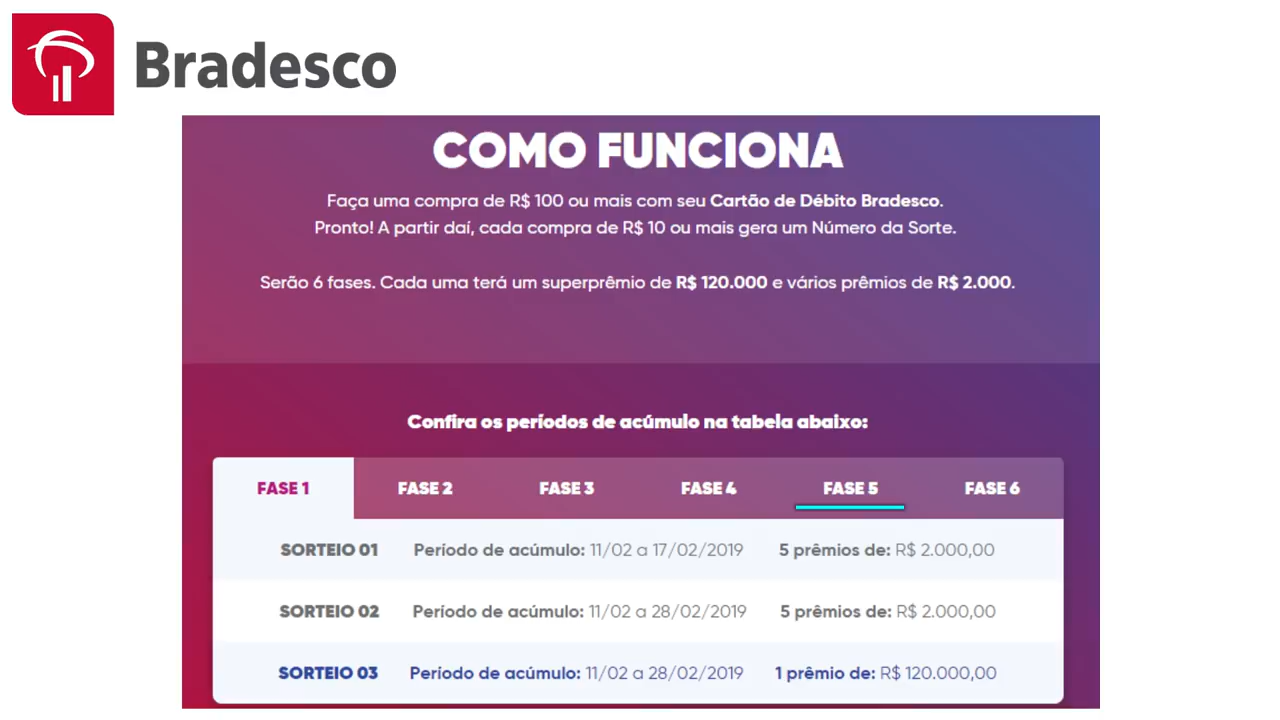 Bradesco
COMO FUNCIONA
Faça uma compra de R$ 100 ou mais com seu Cartão de Débito Bradesco.
Pronto! A partir daí, cada compra de R$ 10 ou mais gera um Número da Sorte.
Serão 6 fases. Cada uma terá um superprêmio de R$ 120.000 e vários prêmios de R$ 2.000.
Confira os períodos de acúmulo na tabela abaixo:
FASE 1 FASE 2 FASE 3 FASE 4 FASE 5 FASE 6
SORTEIO 01 Período de acúmulo: 11/02 a 17/02/2019 5 prêmios de: R$ 2.000,00
SORTEIO 02 Período de acúmulo: 11/02 a 28/02/2019 5 prêmios de: R$ 2.000,00
SORTEIO 03 Período de acúmulo: 11/02 a 28/02/2019 1 prêmio de: R$ 120.000,00